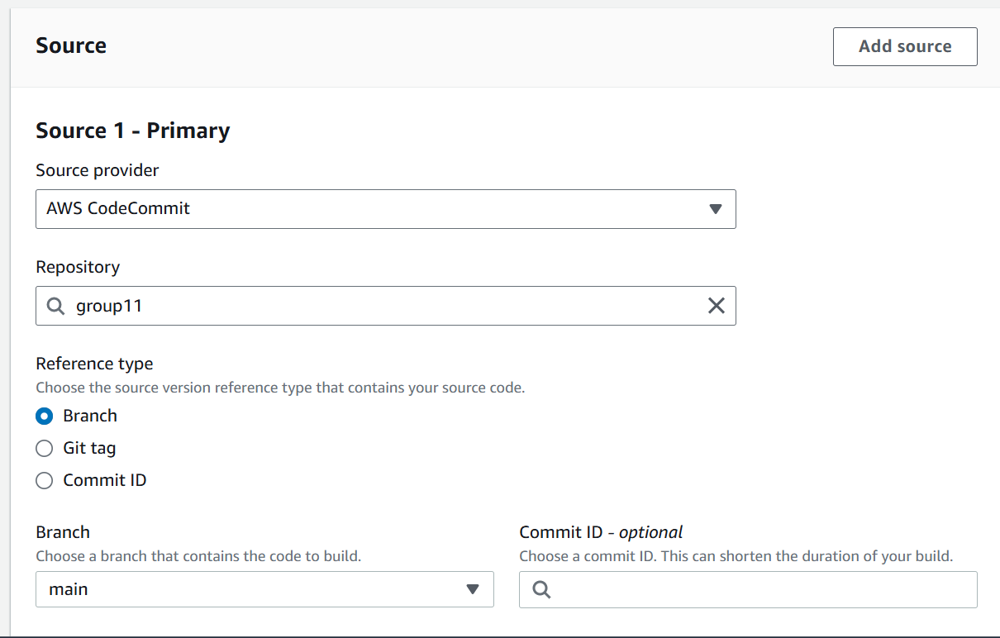 Source
Add source
Source 1 - Primary
Source provider
AWS CodeCommit
Repository
group11
Reference type
Choose the source version reference type that contains your source code.
Branch
Git tag
Commit ID
Branch
Choose a branch that contains the code to build.
main
Commit ID - optional
Choose a commit ID. This can shorten the duration of your build.